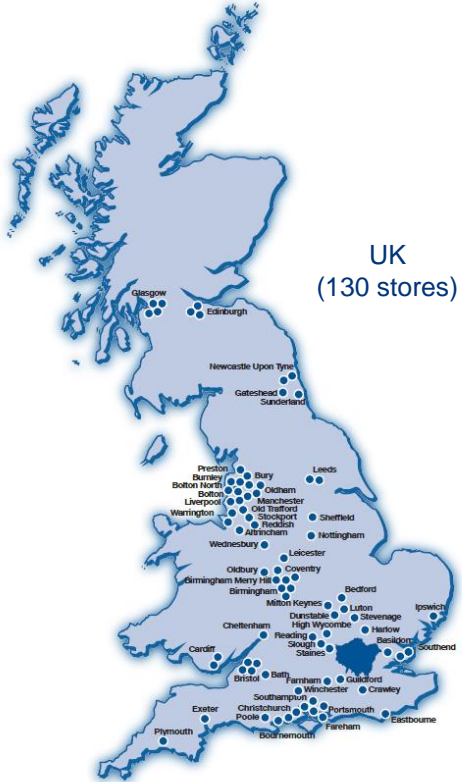 UK
(130 stores)
Glasgow
Edinburgh
Newcastle Upon Tyne
Gateshead
Sunderland
Preston
Burnley
Bury
Leeds
Bolton North
Oldham
Bolton
Manchester
Liverpool
Old Trafford
Warrington
Stockport
Sheffield
Reddish
Altrincham
Nottingham
Wednesbury
Leicester
Oldbury
Coventry
Birmingham Merry Hill
Birmingham
Bedford
Milton Keynes
Luton
Ipswich
Dunstable
Stevenage
Cheltenham
High Wycombe
Harlow
Reading
Basildon
Slough
Southend
Cardiff
Staines
Bristol
Bath
Farnham
Guildford
Winchester
Crawley
Southampton
Exeter
Christchurch
Portsmouth
Poole
Eastbourne
Fareham
Plymouth
Bournemouth